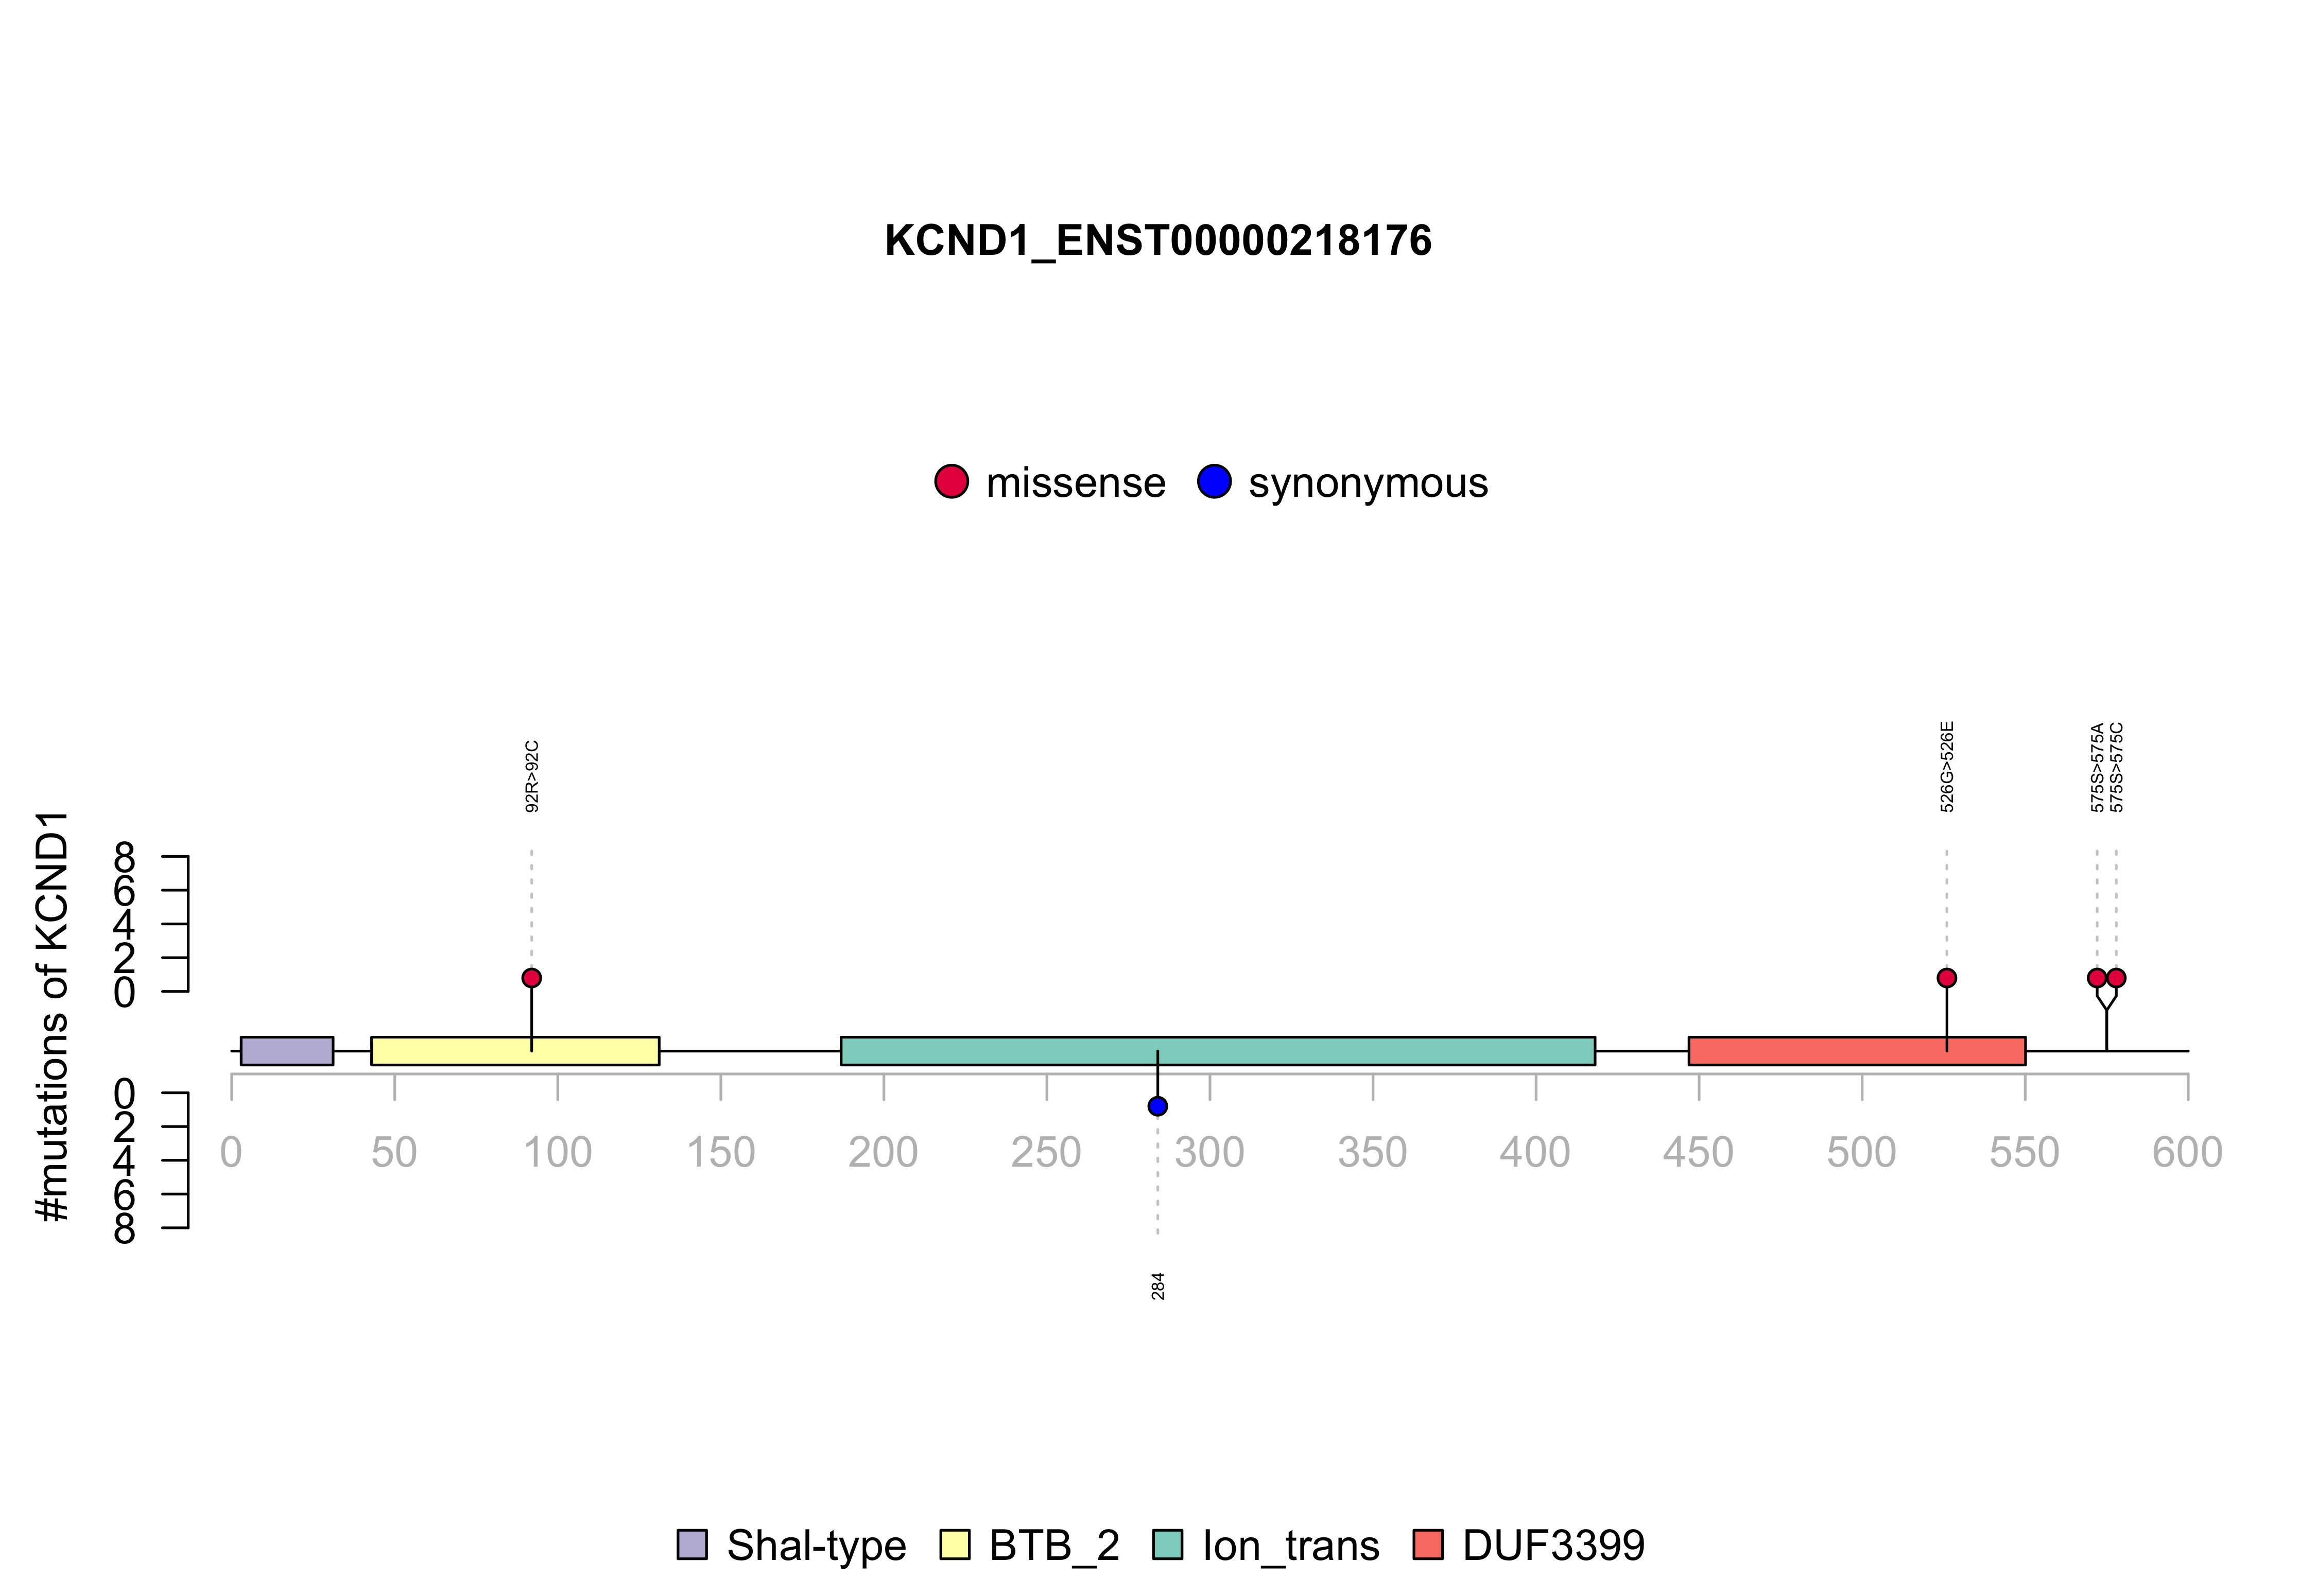 KCND1_ENST00000218176
missense synonymous
92R>92C
526G>526E
575S>575A
575S>575C
#mutations of KCND1
8
6
4
2
0
0
2
4
6
8
0 50 100 150 200 250 300 350 400 450 500 550 600
284
Shal-type BTB_2 Ion_trans DUF3399